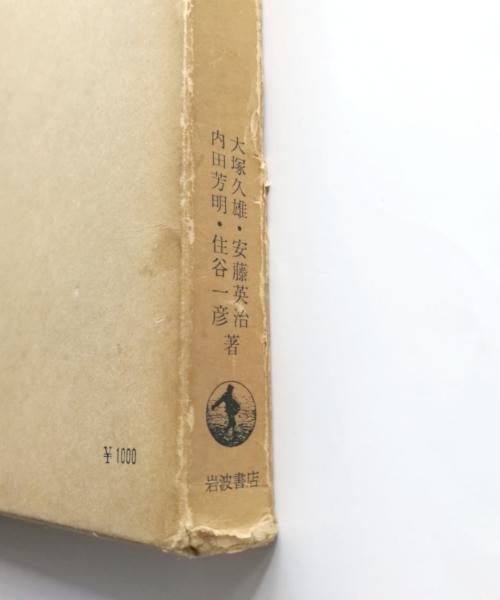 大塚久雄・安藤英治
内田芳明・住谷一彦
著
岩波書店
¥1000